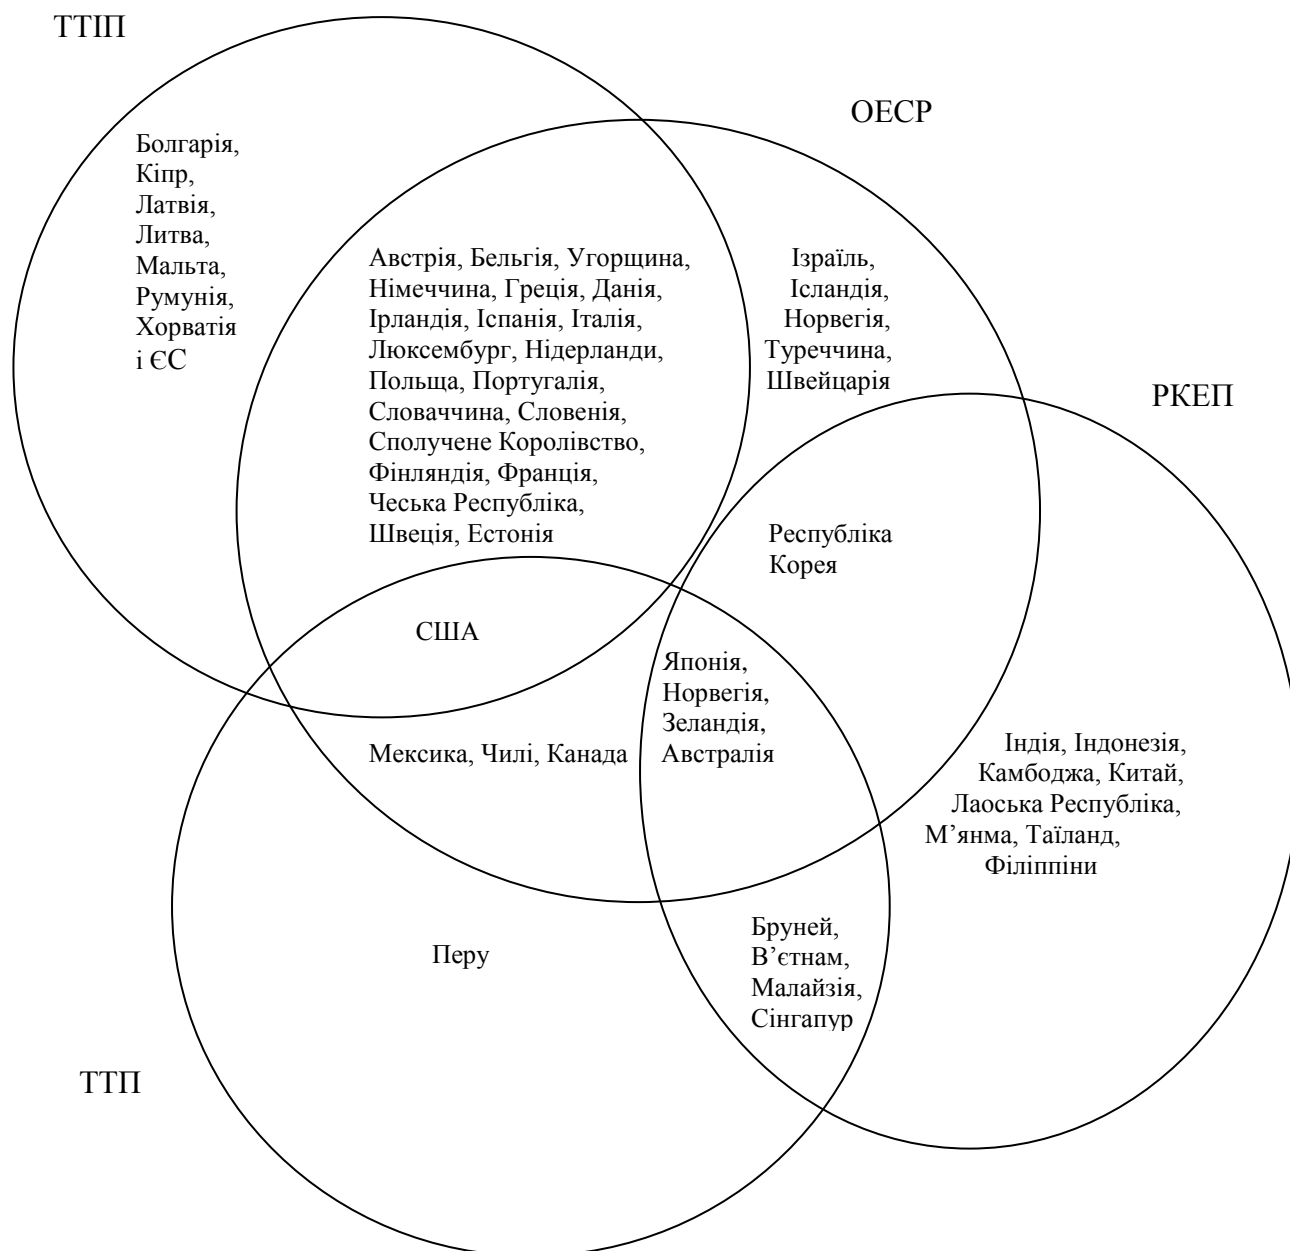 ТТІП
ОЕСР
Болгарія,
Кіпр,
Латвія,
Литва,
Мальта,
Румунія,
Хорватія
і ЄС
Австрія, Бельгія, Угорщина,
Німеччина, Греція, Данія,
Ірландія, Іспанія, Італія,
Люксембург, Нідерланди,
Польща, Португалія,
Словаччина, Словенія,
Сполучене Королівство,
Фінляндія, Франція,
Чеська Республіка,
Швеція, Естонія
Ізраїль,
Ісландія,
Норвегія,
Туреччина,
Швейцарія
РКЕП
Республіка
Корея
США
Японія,
Норвегія,
Зеландія,
Австралія
Мексика, Чилі, Канада
Індія, Індонезія,
Камбоджа, Китай,
Лаоська Республіка,
М’янма, Таїланд,
Філіппіни
Перу
Бруней,
В’єтнам,
Малайзія,
Сінгапур
ТТП